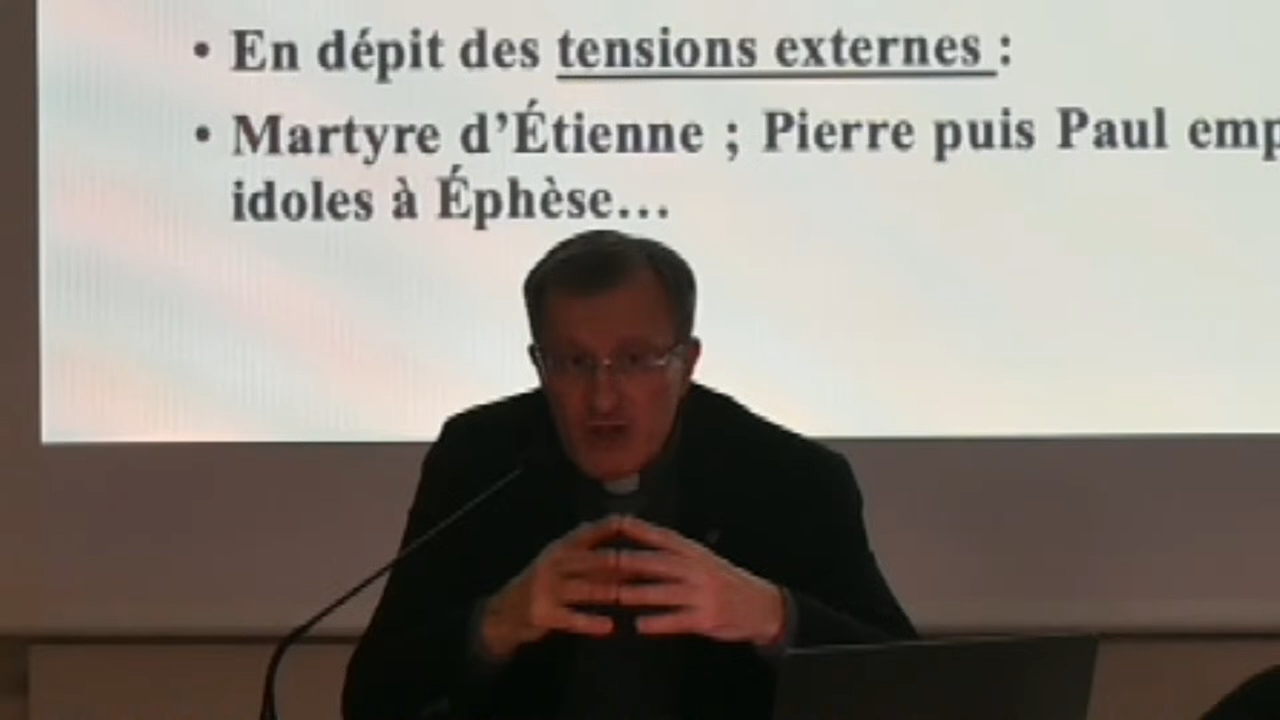 • En dépit des tensions externes :
• Martyre d'Étienne ; Pierre puis Paul emp
idoles à Éphèse…